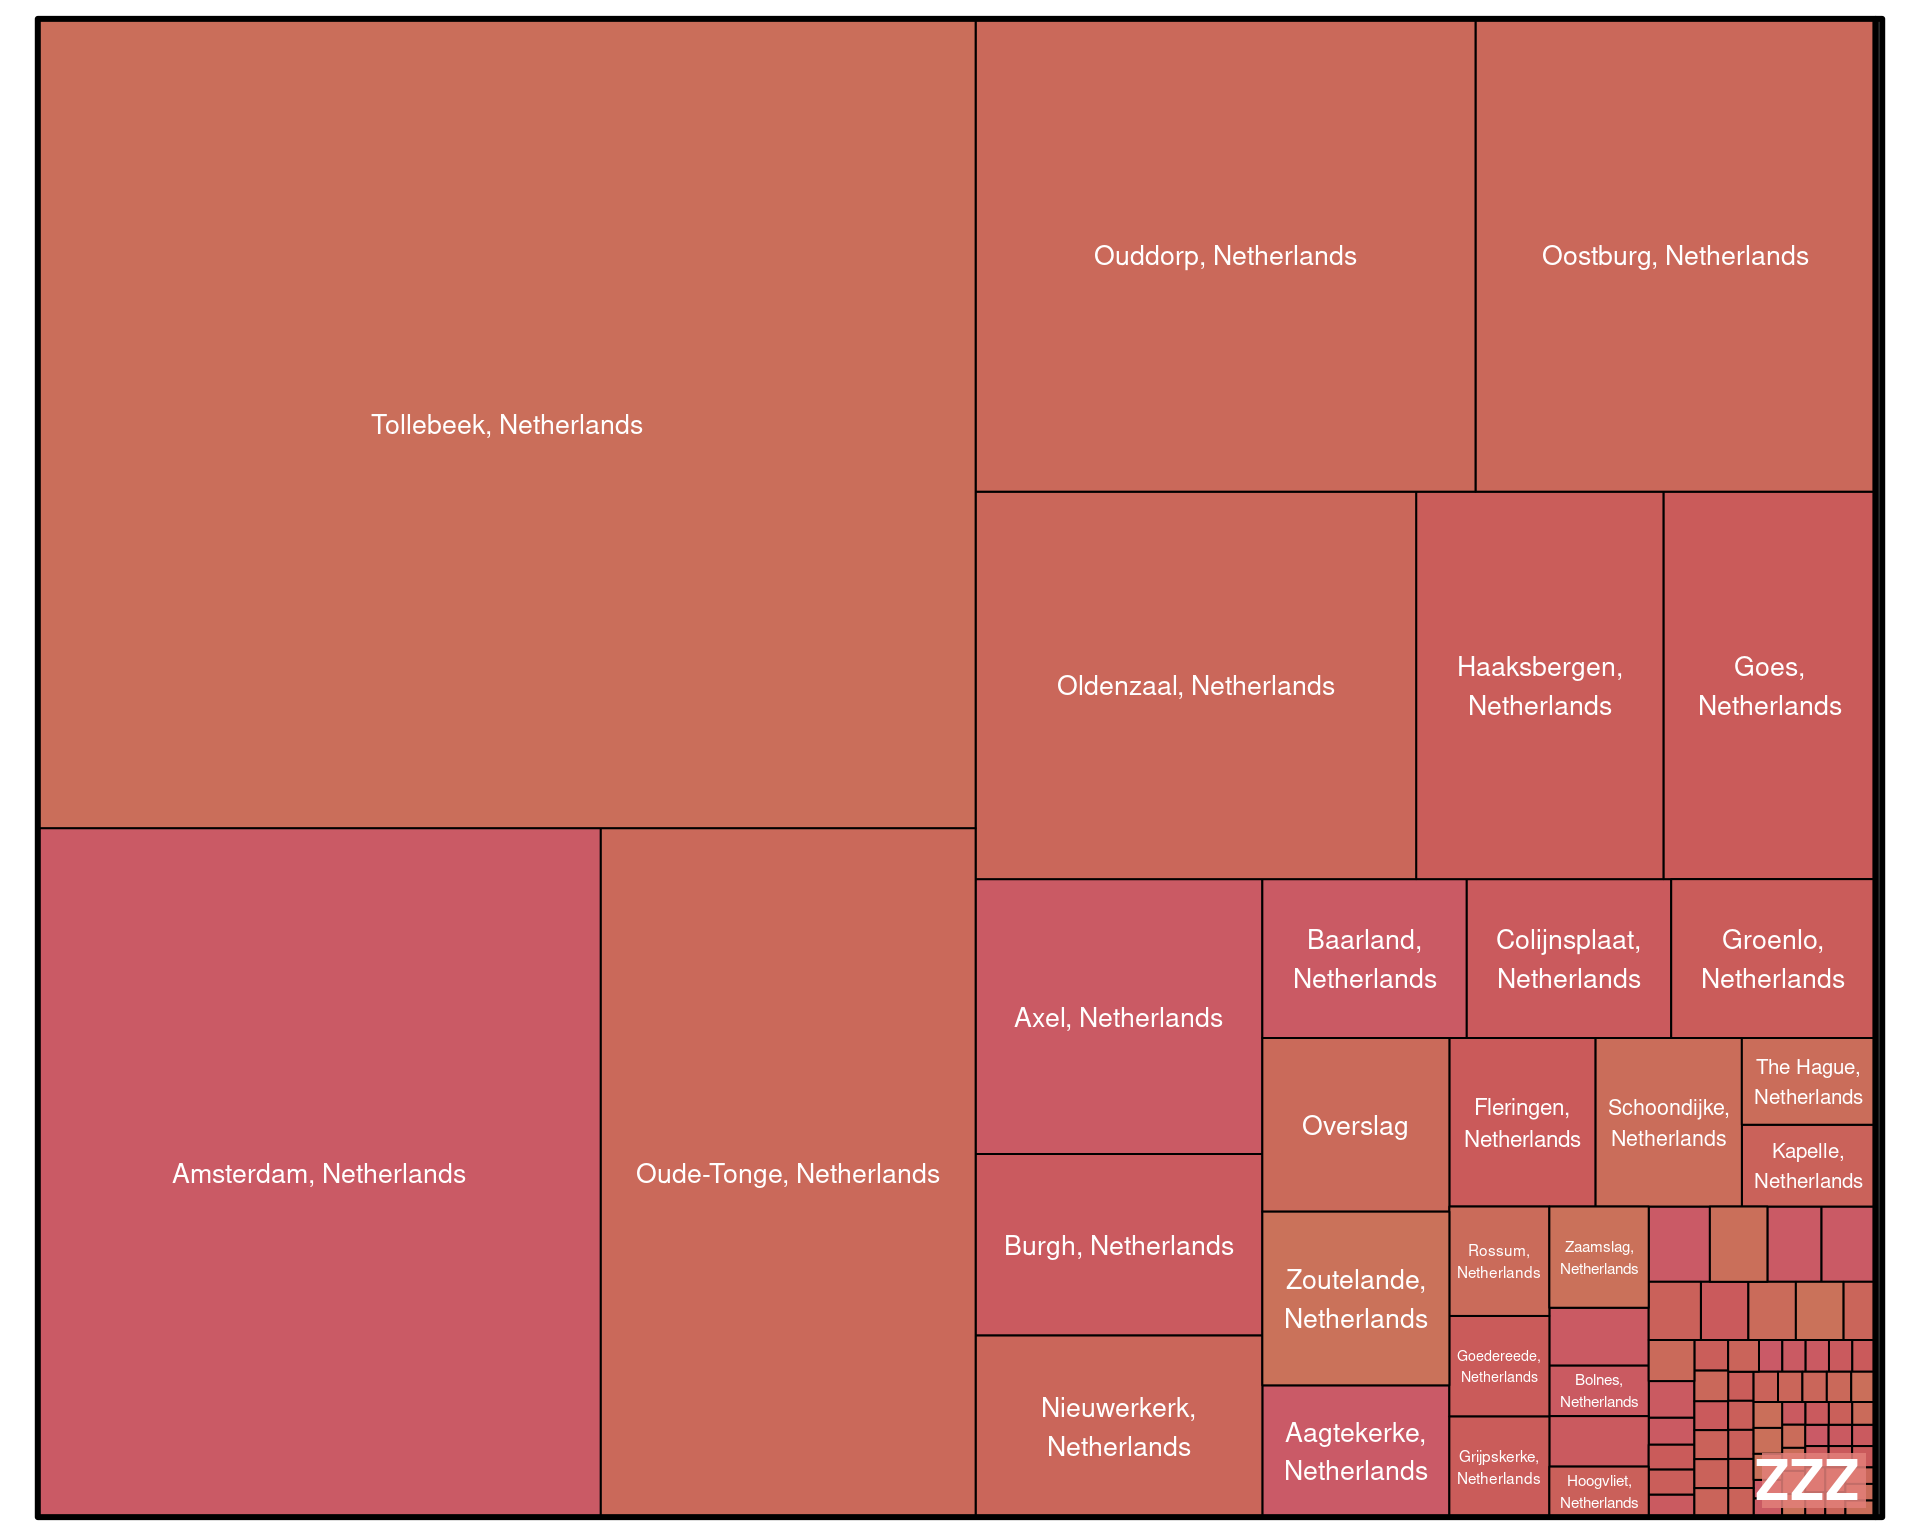 Tollebeek, Netherlands
Ouddorp, Netherlands
Oostburg, Netherlands
Oldenzaal, Netherlands
Haaksbergen,
Netherlands
Goes,
Netherlands
Amsterdam, Netherlands
Oude-Tonge, Netherlands
Axel, Netherlands
Baarland,
Netherlands
Colijnsplaat,
Netherlands
Groenlo,
Netherlands
Overslag
Fleringen,
Netherlands
Schoondijke,
Netherlands
The Hague,
Netherlands
Kapelle,
Netherlands
Burgh, Netherlands
Zoutelande,
Netherlands
Rossum,
Netherlands
Zaamslag,
Netherlands
Goedereede,
Netherlands
Bolnes,
Netherlands
Nieuwerkerk,
Netherlands
Aagtekerke,
Netherlands
Grijpskerke,
Netherlands
Hoogvliet,
Netherlands
ZZZ